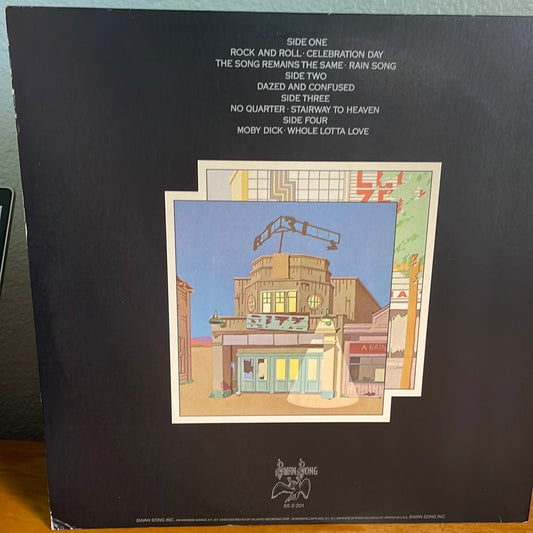 SIDE ONE
ROCK AND ROLL · CELEBRATION DAY
THE SONG REMAINS THE SAME · RAIN SONG
SIDE TWO
DAZED AND CONFUSED
SIDE THREE
NO QUARTER · STAIRWAY TO HEAVEN
SIDE FOUR
MOBY DICK · WHOLE LOTTA LOVE
RITZ
A BAR
SWAN SONG
SS 2-201
SWAN SONG INC.
SWAN SONG INC.